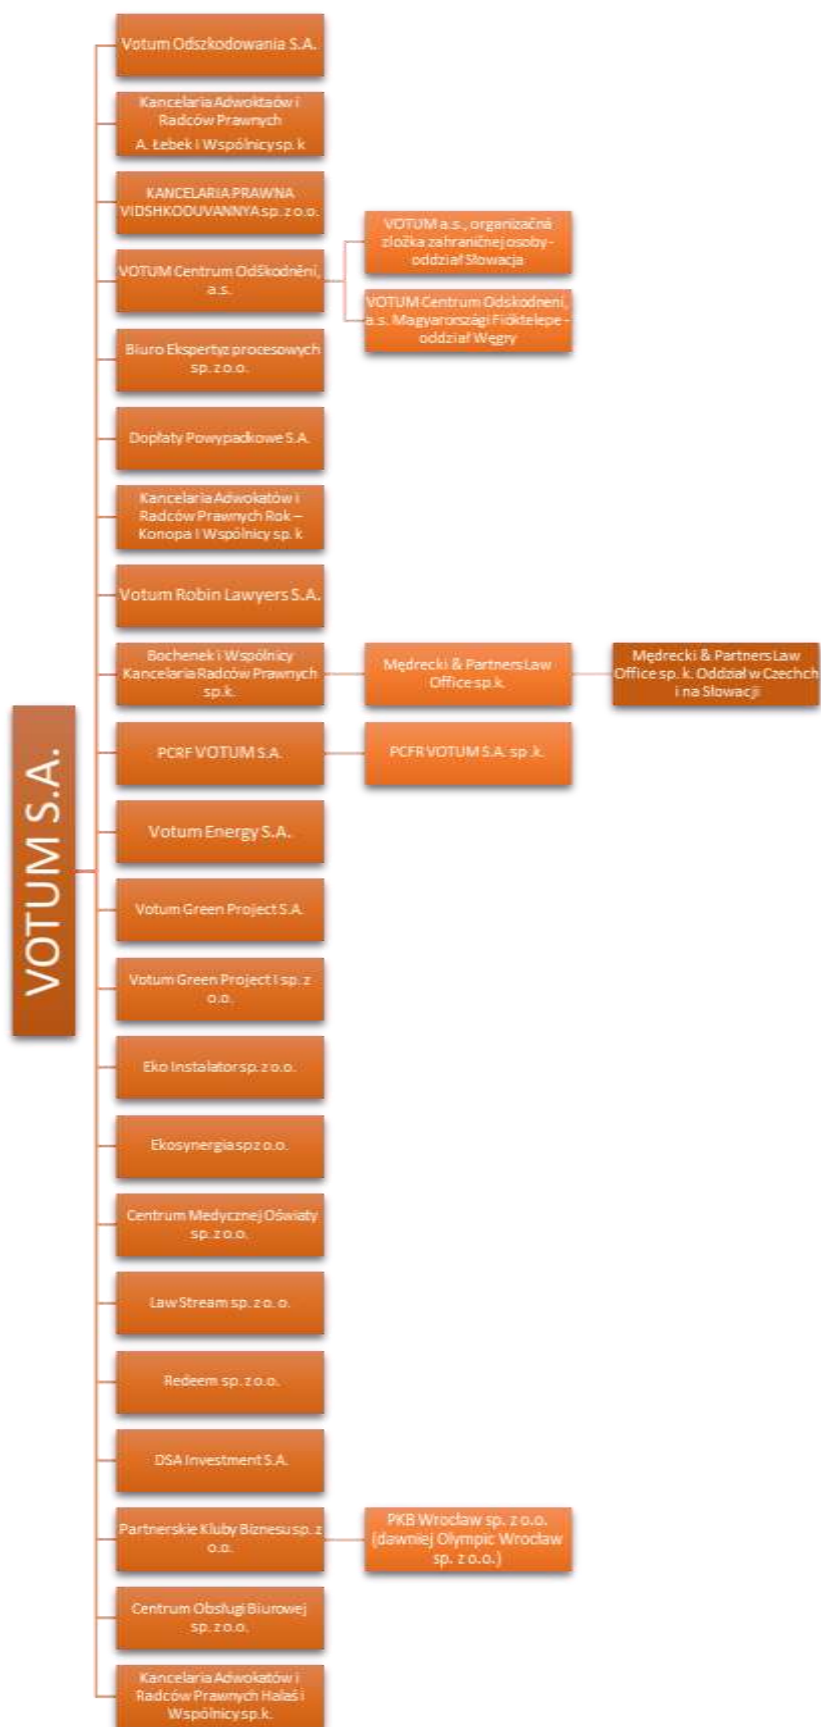 VOTUM S.A.
Votum Odszkodowania S.A.
Kancelaria Adwoktaów i
Radców Prawnych
A. Łebek i Wspólnicy sp. k
KANCELARIA PRAWNA
VIDSHKODUVANNYA sp. z o.o.
VOTUM Centrum Odškodnění,
a.s.
VOTUM a.s., organizačná
zložka zahraničnej osoby -
oddział Słowacja
VOTUM Centrum Odskodneni,
a.s. Magyarországi Fióktelepe -
oddział Węgry
Biuro Ekspertyz procesowych
sp. z o.o.
Dopłaty Powypadkowe S.A.
Kancelaria Adwokatów i
Radców Prawnych Rok –
Konopa I Wspólnicy sp. k
Votum Robin Lawyers S.A.
Bochenek i Wspólnicy
Kancelaria Radców Prawnych
sp.k.
Mędrecki & Partners Law
Office sp.k.
Mędrecki & Partners Law
Office sp. k. Oddział w Czechch
i na Słowacji
PCRF VOTUM S.A.
PCFR VOTUM S.A. sp .k.
Votum Energy S.A.
Votum Green Project S.A.
Votum Green Project I sp. z
o.o.
Eko Instalator sp. z o.o.
Ekosynergia sp z o.o.
Centrum Medycznej Oświaty
sp. z o.o.
Law Stream sp. z o. o.
Redeem sp. z o.o.
DSA Investment S.A.
Partnerskie Kluby Biznesu sp. z
o.o.
PKB Wrocław sp. z o.o.
(dawniej Olympic Wrocław
sp. z o.o.)
Centrum Obsługi Biurowej
sp. z o.o.
Kancelaria Adwokatów i
Radców Prawnych Hałaś i
Wspólnicy sp.k.